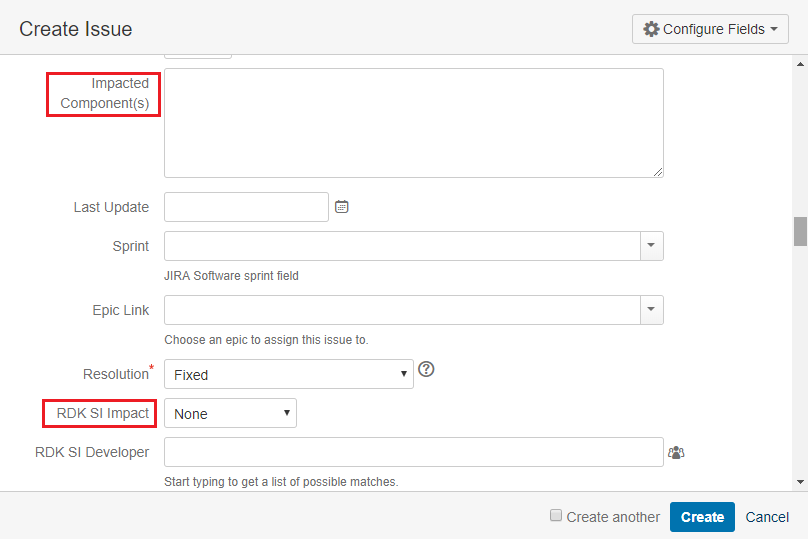 Create Issue
Configure Fields
Impacted
Component(s)
Last Update
Sprint
JIRA Software sprint field
Epic Link
Choose an epic to assign this issue to.
Resolution*
Fixed
RDK SI Impact
None
RDK SI Developer
Start typing to get a list of possible matches.
Create another
Create
Cancel